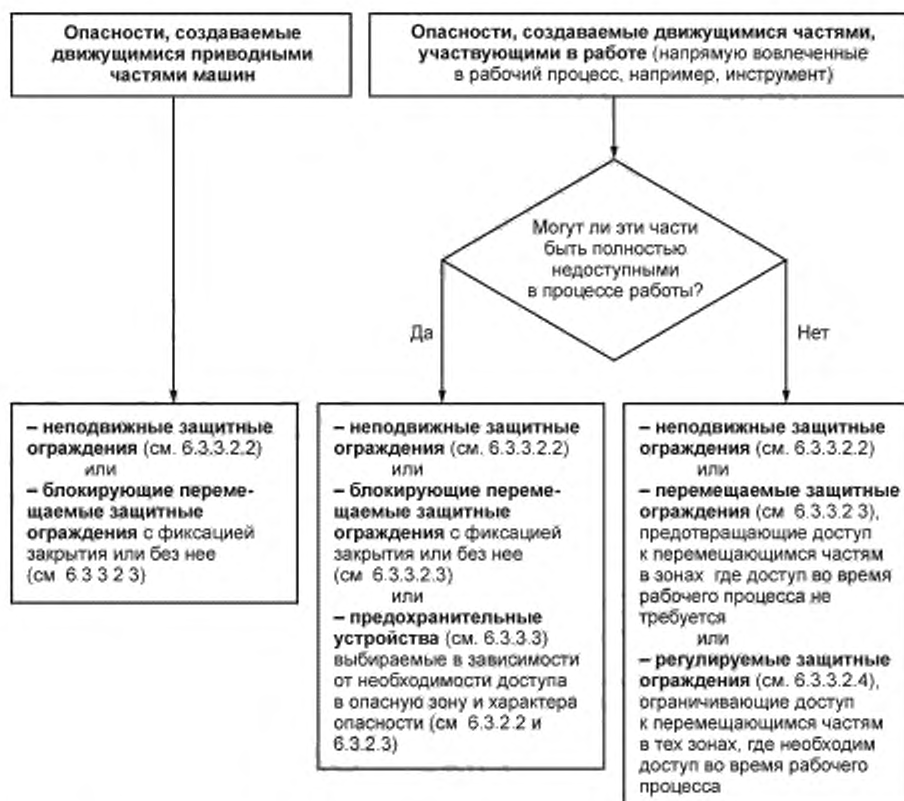 Опасности, создаваемые
движущимися приводными
частями машин
Опасности, создаваемые движущимися частями,
участвующими в работе (напрямую вовлеченные
в рабочий процесс, например, инструмент)
Могут ли эти части
быть полностью
недоступными
в процессе работы?
Да
Нет
– неподвижные защитные
ограждения (см. 6.3.3.2.2)
или
– блокирующие переме-
щаемые защитные
ограждения с фиксацией
закрытия или без нее
(см 6 3 3 2 3)
– неподвижные защитные
ограждения (см. 6.3.3.2.2)
или
– блокирующие переме-
щаемые защитные
ограждения с фиксацией
закрытия или без нее
(см 6.3.3.2.3)
или
– предохранительные
устройства (см. 6.3.3.3)
выбираемые в зависимости
от необходимости доступа
в опасную зону и характера
опасности (см 6.3.2.2 и
6.3.2.3)
– неподвижные защитные
ограждения (см. 6.3.3.2.2)
или
– перемещаемые защитные
ограждения (см 6.3.3.2 3),
предотвращающие доступ
к перемещающимся частям
в зонах где доступ во время
рабочего процесса не
требуется
или
– регулируемые защитные
ограждения (см. 6.3.3.2.4),
ограничивающие доступ
к перемещающимся частям
в тех зонах, где необходим
доступ во время рабочего
процесса